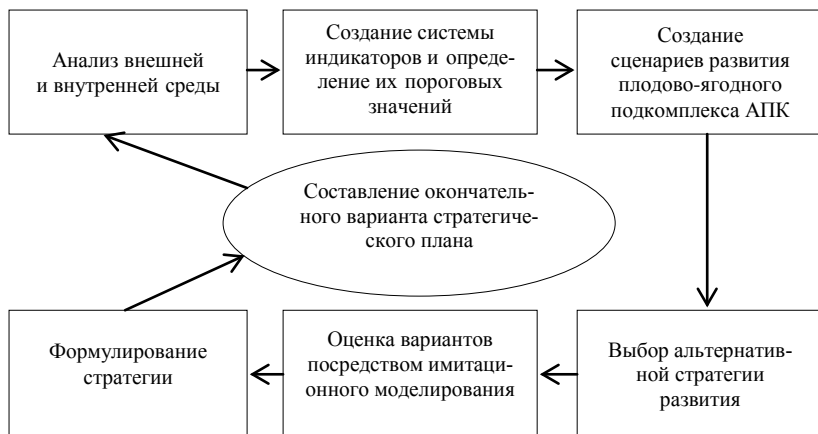 Анализ внешней
и внутренней среды
Создание системы
индикаторов и опреде-
ление их пороговых
значений
Создание
сценариев развития
плодово-ягодного
подкомплекса АПК
Составление окончатель-
ного варианта стратегиче-
ского плана
Формулирование
стратегии
Оценка вариантов
посредством имитаци-
онного моделирования
Выбор альтернатив-
ной стратегии
развития